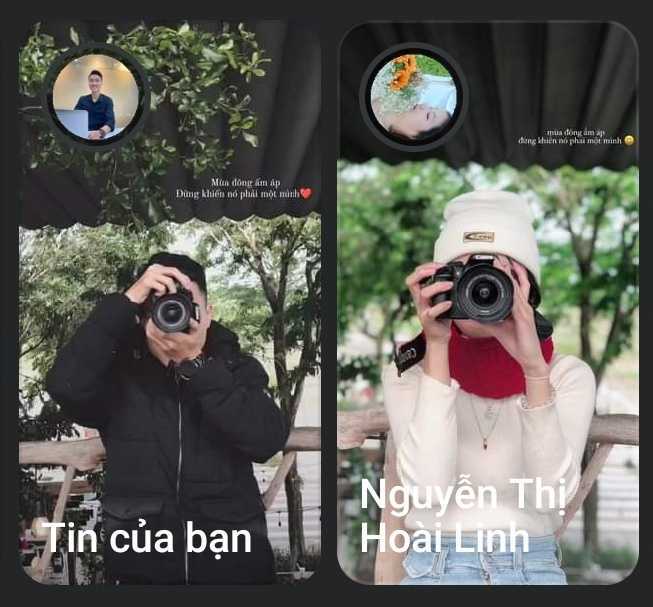 Mùa đông ấm áp
Đừng khiến nó phải một mình❤️
Tin của bạn
mùa đông ấm áp
đừng khiến nó phải một mình 😄
Canon
Nguyễn Thị
Hoài Linh